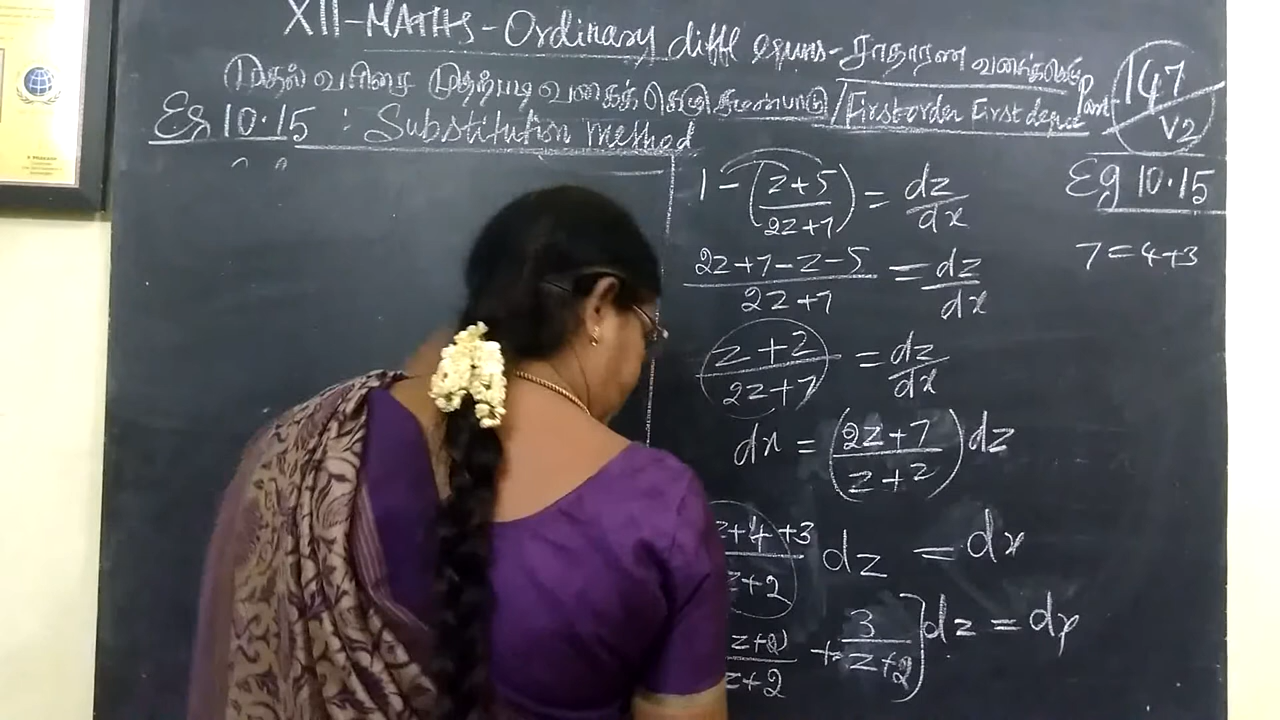 XII-MATHS-Ordinary diffl equns-சாதாரண வகைக்கெழு
முதல் வரிசை முதற்படி வகைக்கெழு சமன்பாடு / First order First degree
Part-147
V2
Eg 10.15 : Substitution method
Eg 10.15
7=4+3
1-(z+5/2z+7) = dz/dx
2z+7-z-5/2z+7 = dz/dx
z+2/2z+7 = dz/dx
dx = (2z+7/z+2) dz
z+4+3/z+2 dz = dx
z+2)/z+2 + 3/z+2] dz = dx